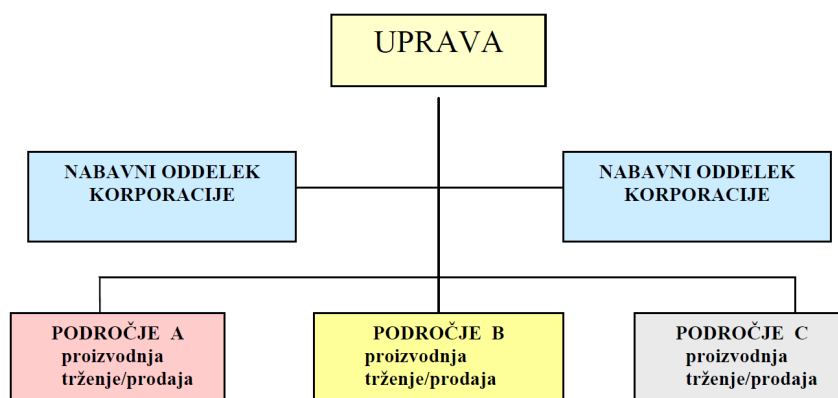 UPRAVA
NABAVNI ODDELEK
KORPORACIJE
NABAVNI ODDELEK
KORPORACIJE
PODROČJE A
proizvodnja
trženje/prodaja
PODROČJE B
proizvodnja
trženje/prodaja
PODROČJE C
proizvodnja
trženje/prodaja